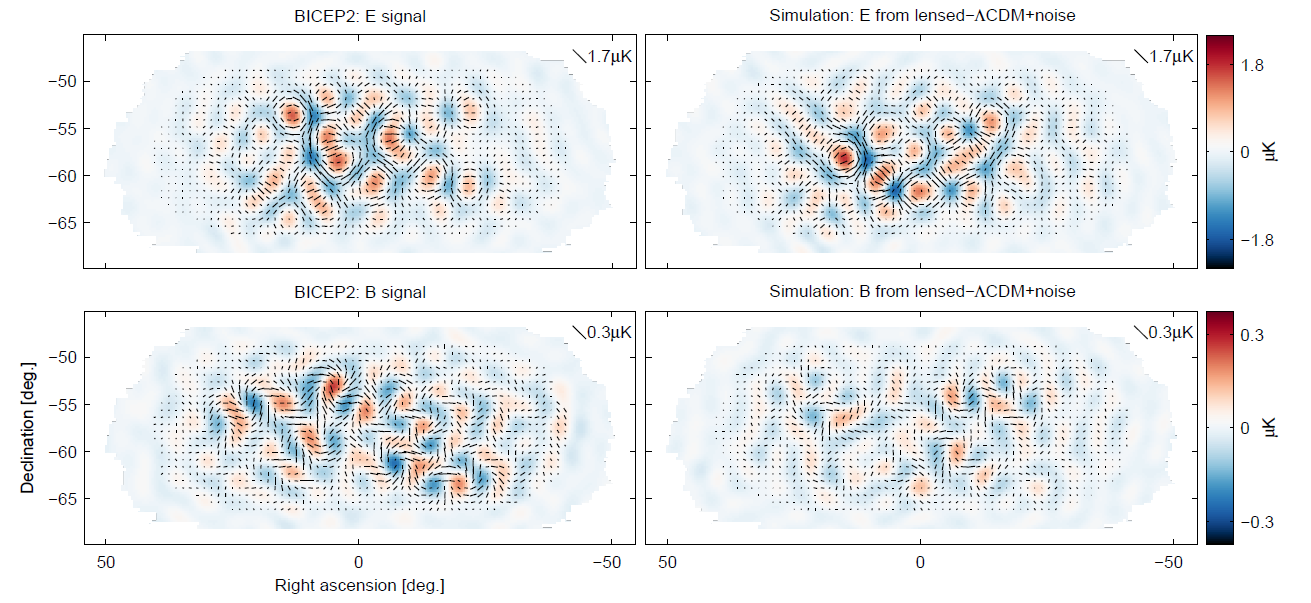 BICEP2: E signal
Simulation: E from lensed−ΛCDM+noise
1.7μK
1.7μK
−50
−55
−60
−65
1.8
0
−1.8
μK
BICEP2: B signal
Simulation: B from lensed−ΛCDM+noise
0.3μK
0.3μK
−50
−55
−60
−65
0.3
0
−0.3
μK
Declination [deg.]
50
0
−50
50
0
−50
Right ascension [deg.]